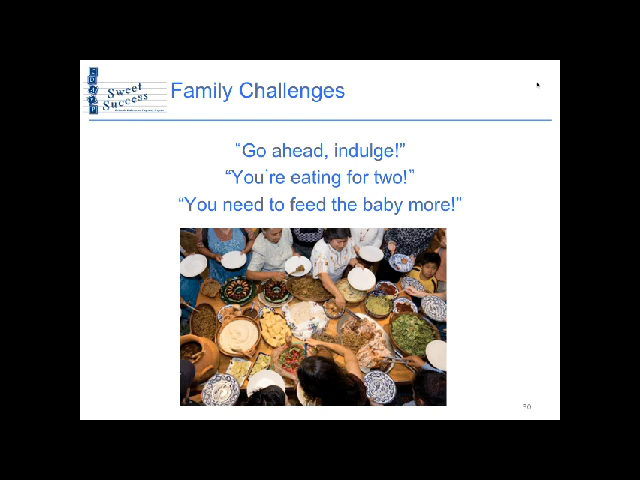 Sweet
Success
Family Challenges
“Go ahead, indulge!”
“You're eating for two!”
“You need to feed the baby more!”